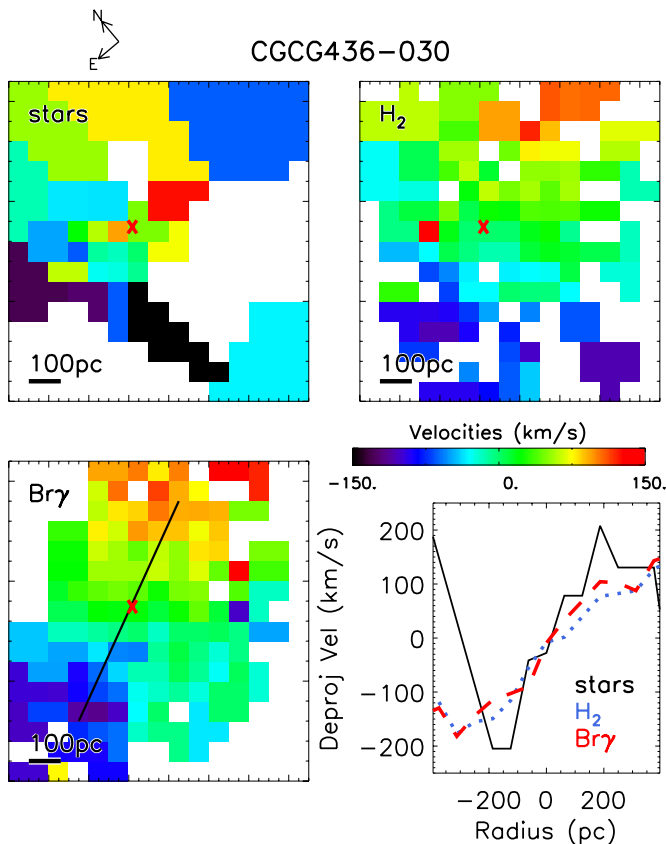 N
E
CGCG436-030
stars
H₂
100pc
100pc
Velocities (km/s)
-150. 0. 150.
Brγ
100pc
Deproj Vel (km/s)
200
100
0
-100
-200
stars
H₂
Brγ
-200 0 200
Radius (pc)
X
X
X